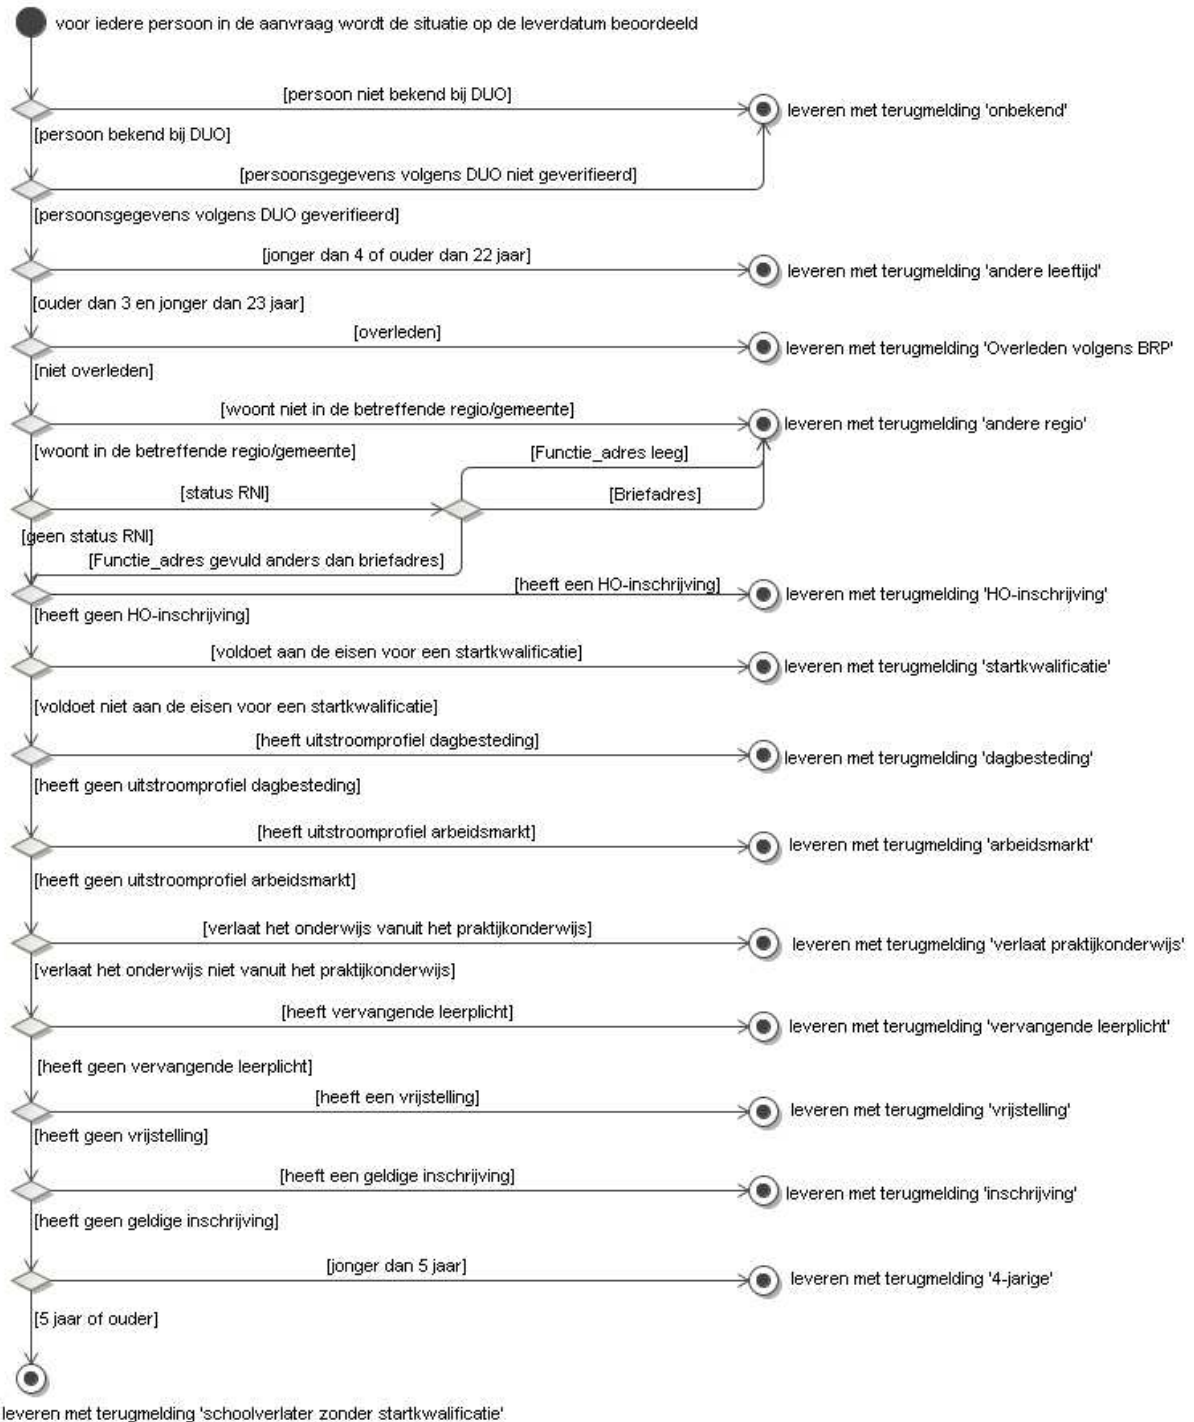 voor iedere persoon in de aanvraag wordt de situatie op de leverdatum beoordeeld
[persoon niet bekend bij DUO]
leveren met terugmelding 'onbekend'
[persoon bekend bij DUO]
[persoonsgegevens volgens DUO niet geverifieerd]
[persoonsgegevens volgens DUO geverifieerd]
[jonger dan 4 of ouder dan 22 jaar]
leveren met terugmelding 'andere leeftijd'
[ouder dan 3 en jonger dan 23 jaar]
[overleden]
leveren met terugmelding 'Overleden volgens BRP'
[niet overleden]
[woont niet in de betreffende regio/gemeente]
leveren met terugmelding 'andere regio'
[woont in de betreffende regio/gemeente]
[Functie_adres leeg]
[status RNI]
[Briefadres]
[geen status RNI]
[Functie_adres gevuld anders dan briefadres]
[heeft een HO-inschrijving]
leveren met terugmelding 'HO-inschrijving'
[heeft geen HO-inschrijving]
[voldoet aan de eisen voor een startkwalificatie]
leveren met terugmelding 'startkwalificatie'
[voldoet niet aan de eisen voor een startkwalificatie]
[heeft uitstroomprofiel dagbesteding]
leveren met terugmelding 'dagbesteding'
[heeft geen uitstroomprofiel dagbesteding]
[heeft uitstroomprofiel arbeidsmarkt]
leveren met terugmelding 'arbeidsmarkt'
[heeft geen uitstroomprofiel arbeidsmarkt]
[verlaat het onderwijs vanuit het praktijkonderwijs]
leveren met terugmelding 'verlaat praktijkonderwijs'
[verlaat het onderwijs niet vanuit het praktijkonderwijs]
[heeft vervangende leerplicht]
leveren met terugmelding 'vervangende leerplicht'
[heeft geen vervangende leerplicht]
[heeft een vrijstelling]
leveren met terugmelding 'vrijstelling'
[heeft geen vrijstelling]
[heeft een geldige inschrijving]
leveren met terugmelding 'inschrijving'
[heeft geen geldige inschrijving]
[jonger dan 5 jaar]
leveren met terugmelding '4-jarige'
[5 jaar of ouder]
leveren met terugmelding 'schoolverlater zonder startkwalificatie'